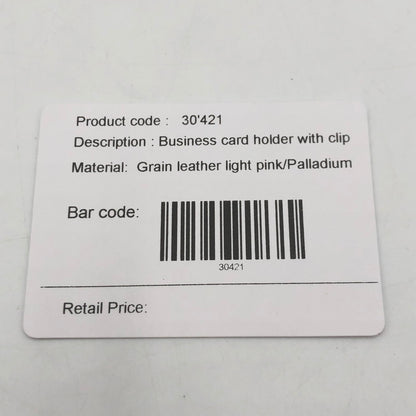 Product code : 30'421
Description : Business card holder with clip
Material: Grain leather light pink/Palladium
Bar code:
30421
Retail Price: